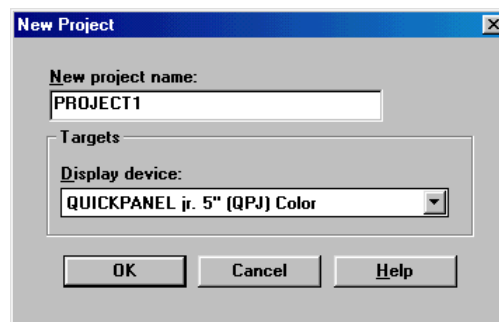 New Project
New project name:
PROJECT1
Targets
Display device:
QUICKPANEL jr. 5" (QPJ) Color
OK Cancel Help